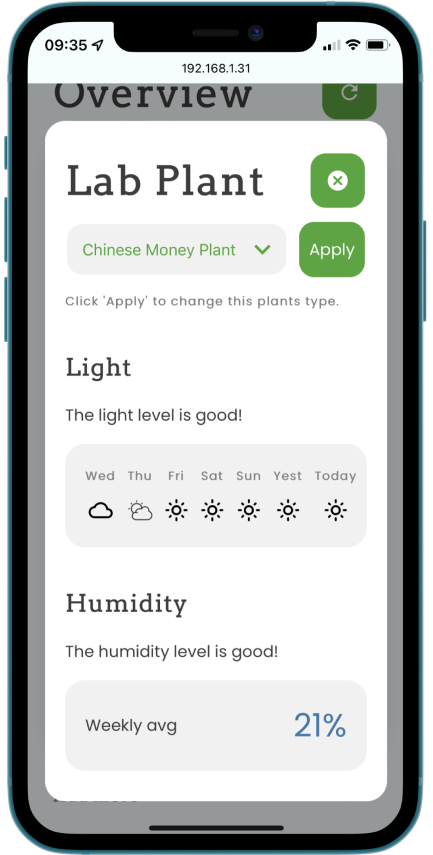 09:35
192.168.1.31
Overview
Lab Plant
Chinese Money Plant
Apply
Click 'Apply' to change this plants type.
Light
The light level is good!
Wed Thu Fri Sat Sun Yest Today
Humidity
The humidity level is good!
Weekly avg 21%